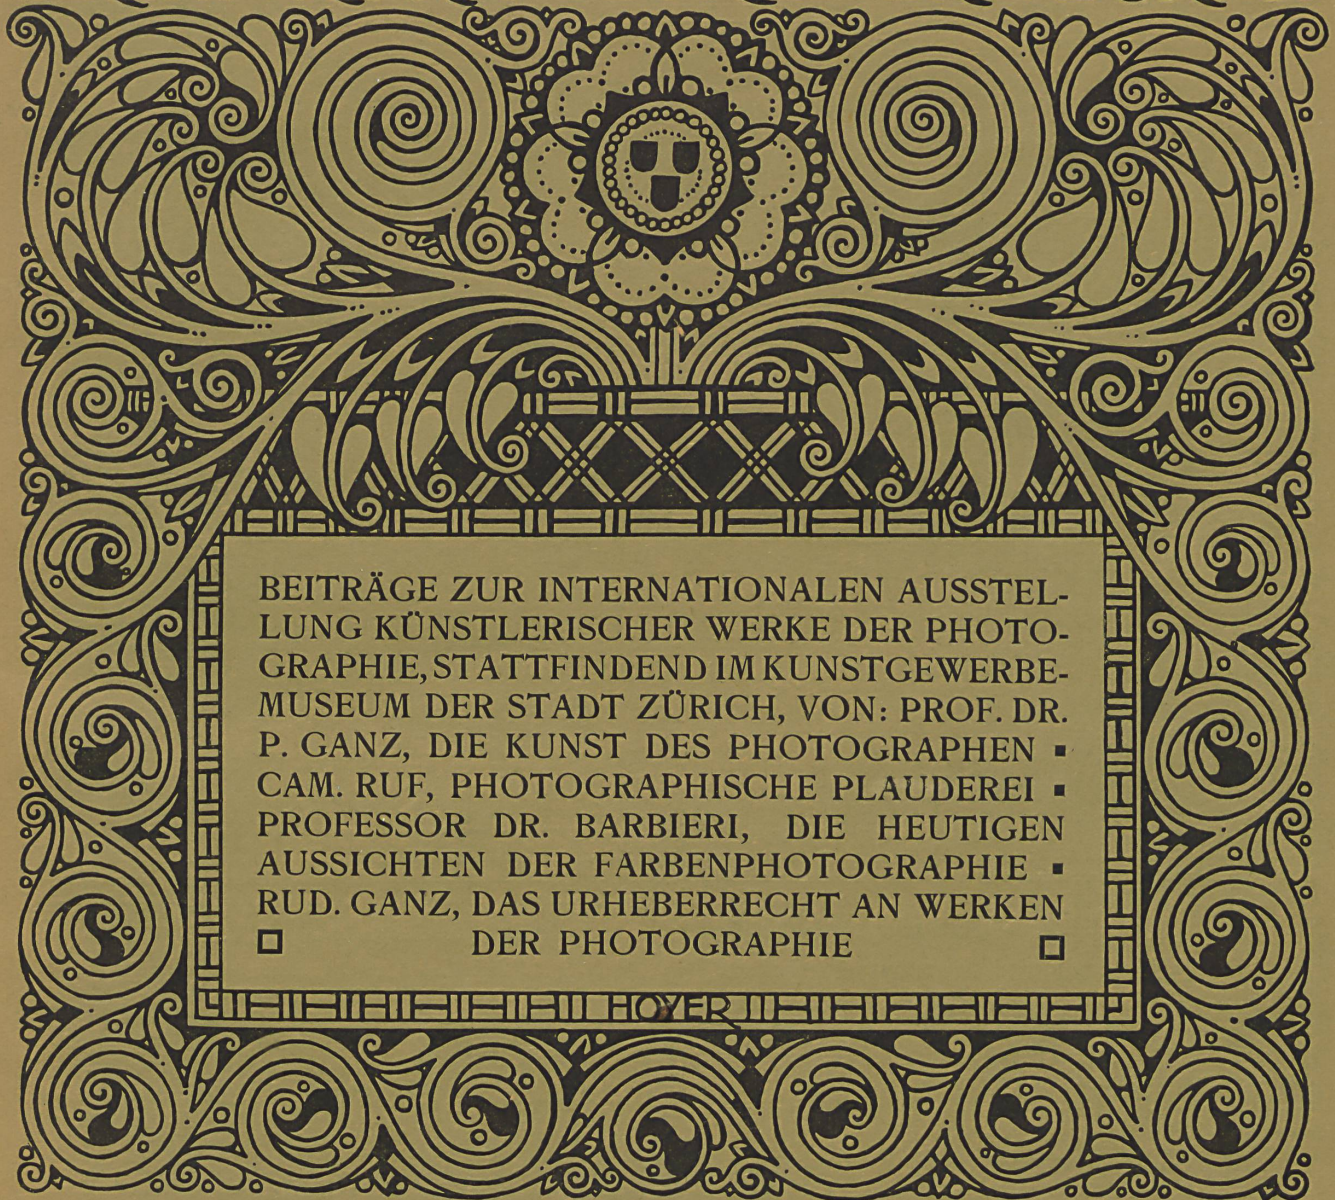 BEITRÄGE ZUR INTERNATIONALEN AUSSTEL-
LUNG KÜNSTLERISCHER WERKE DER PHOTO-
GRAPHIE, STATTFINDEND IM KUNSTGEWERBE-
MUSEUM DER STADT ZÜRICH, VON: PROF. DR.
P. GANZ, DIE KUNST DES PHOTOGRAPHEN ▪
CAM. RUF, PHOTOGRAPHISCHE PLAUDEREI ▪
PROFESSOR DR. BARBIERI, DIE HEUTIGEN
AUSSICHTEN DER FARBENPHOTOGRAPHIE ▪
RUD. GANZ, DAS URHEBERRECHT AN WERKEN
DER PHOTOGRAPHIE
HOYER